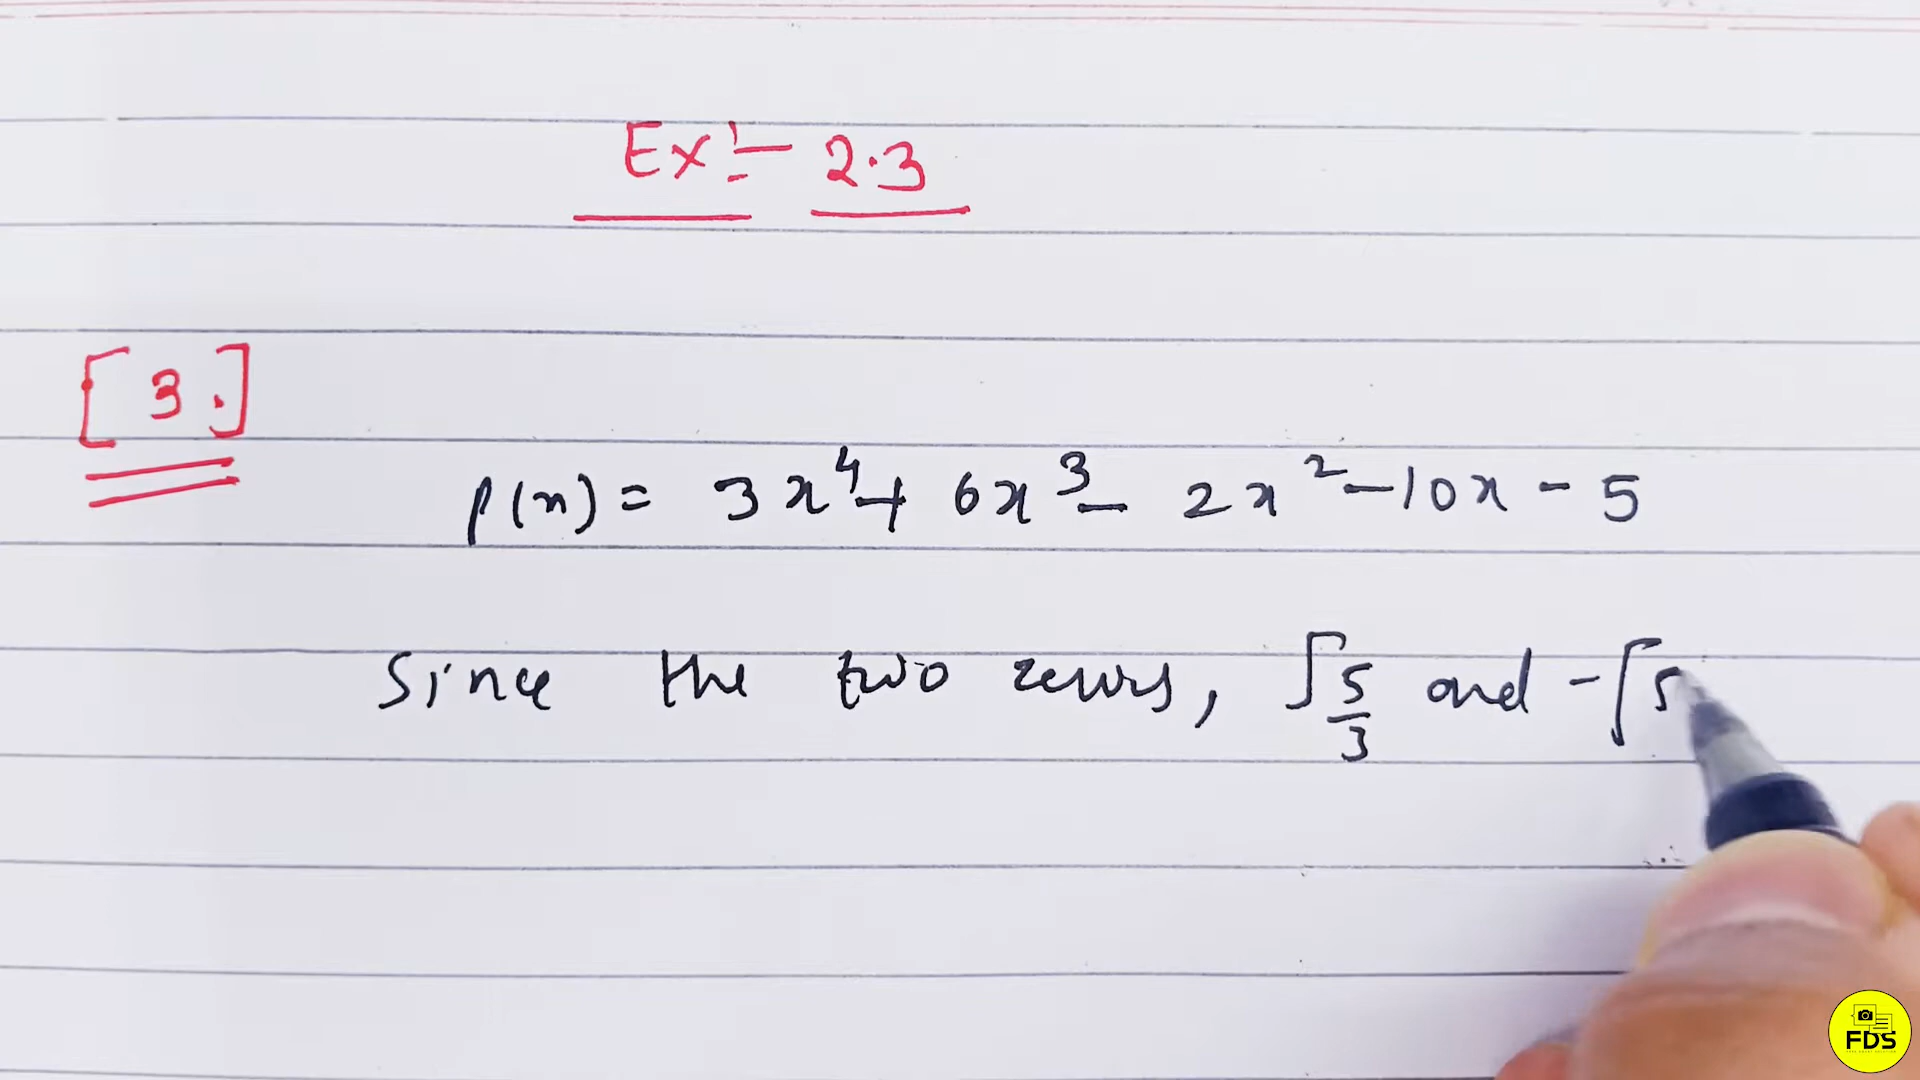 Ex:- 2.3
[3.]
p(x) = 3x⁴ + 6x³ - 2x² - 10x - 5
Since the two zeros, √5/3 and -√5
FDS